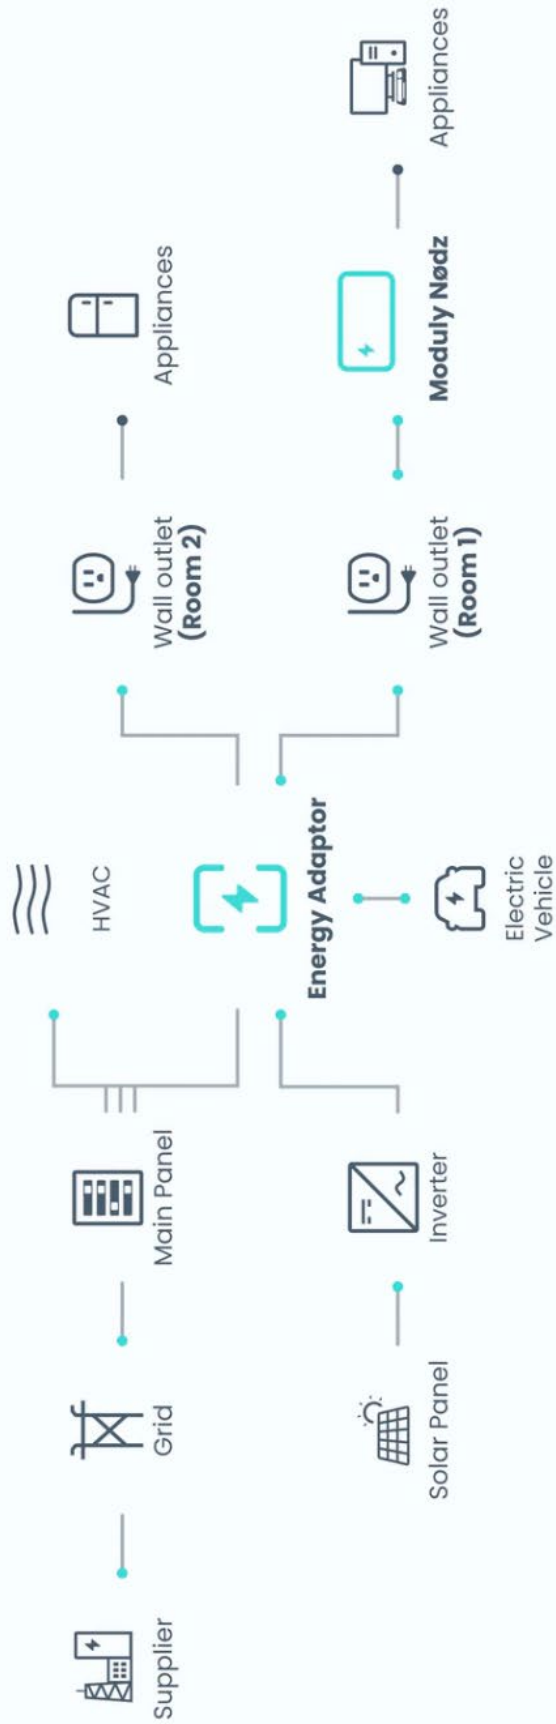 Supplier
Grid
Main Panel
HVAC
Wall outlet
(Room 2)
Appliances
Energy Adaptor
Solar Panel
Inverter
Electric
Vehicle
Wall outlet
(Room 1)
Moduly Nødz
Appliances